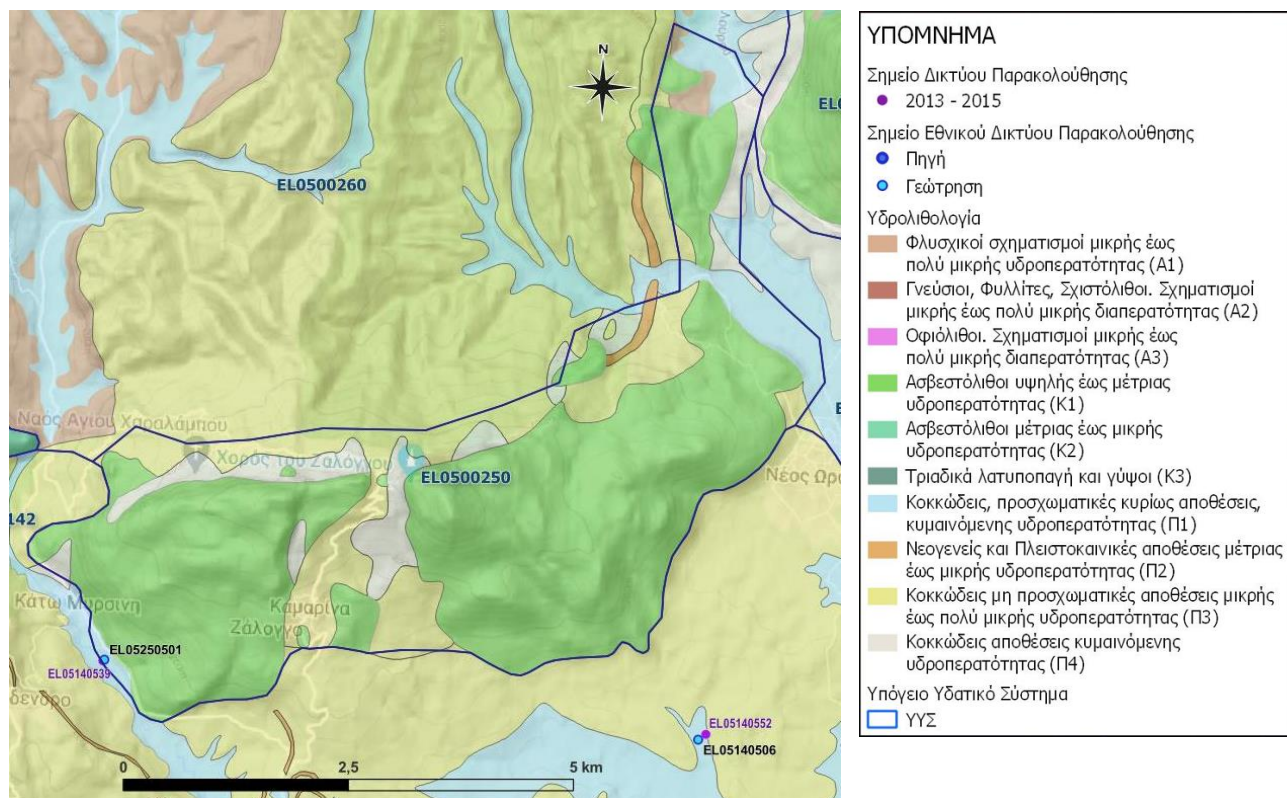 N
EL0500260
Ναός Αγίου Χαραλάμπου
Χορός του Ζαλόγγου
EL0500250
Νέος Ωρ
142
Κάτω Μυρσίνη
Καμαρίνα
Ζάλογγο
EL05250501
EL05140539
δενδρο
EL05140552
EL05140506
0
2,5
5 km
ΥΠΟΜΝΗΜΑ
Σημείο Δικτύου Παρακολούθησης
2013 - 2015
Σημείο Εθνικού Δικτύου Παρακολούθησης
Πηγή
Γεώτρηση
Υδρολιθολογία
Φλυσχικοί σχηματισμοί μικρής έως
πολύ μικρής υδροπερατότητας (Α1)
Γνεύσιοι, Φυλλίτες, Σχιστόλιθοι. Σχηματισμοί
μικρής έως πολύ μικρής διαπερατότητας (Α2)
Οφιόλιθοι. Σχηματισμοί μικρής έως
πολύ μικρής διαπερατότητας (Α3)
Ασβεστόλιθοι υψηλής έως μέτριας
υδροπερατότητας (Κ1)
Ασβεστόλιθοι μέτριας έως μικρής
υδροπερατότητας (Κ2)
Τριαδικά λατυποπαγή και γύψοι (Κ3)
Κοκκώδεις, προσχωματικές κυρίως αποθέσεις,
κυμαινόμενης υδροπερατότητας (Π1)
Νεογενείς και Πλειστοκαινικές αποθέσεις μέτριας
έως μικρής υδροπερατότητας (Π2)
Κοκκώδεις μη προσχωματικές αποθέσεις μικρής
έως πολύ μικρής υδροπερατότητας (Π3)
Κοκκώδεις αποθέσεις κυμαινόμενης
υδροπερατότητας (Π4)
Υπόγειο Υδατικό Σύστημα
ΥΥΣ